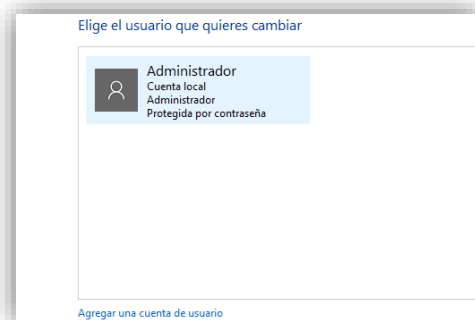 Elige el usuario que quieres cambiar
Administrador
Cuenta local
Administrador
Protegida por contraseña
Agregar una cuenta de usuario